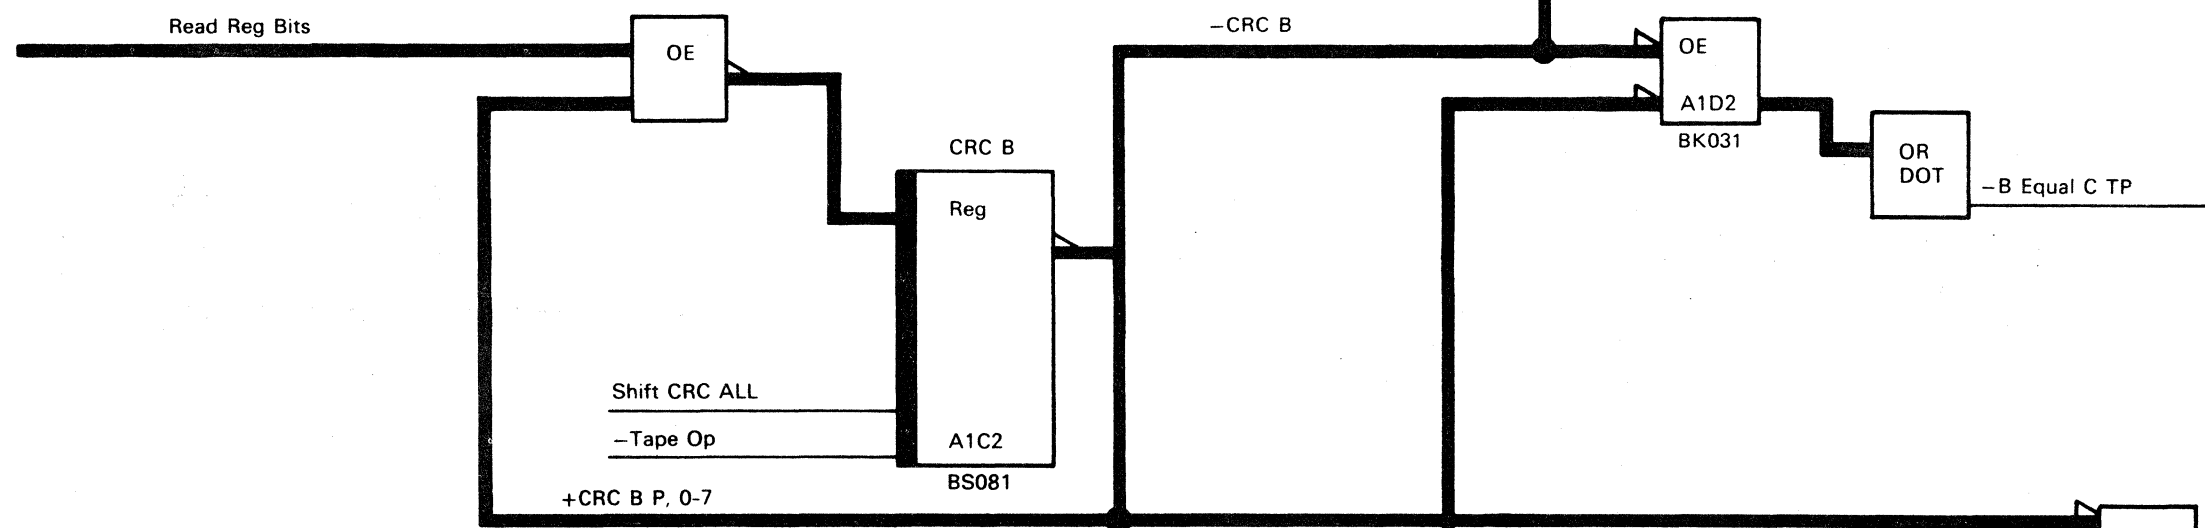 Read Reg Bits
OE
−CRC B
OE
A1D2
BK031
OR
DOT
−B Equal C TP
CRC B
Reg
Shift CRC ALL
−Tape Op
A1C2
BS081
+CRC B P, 0-7